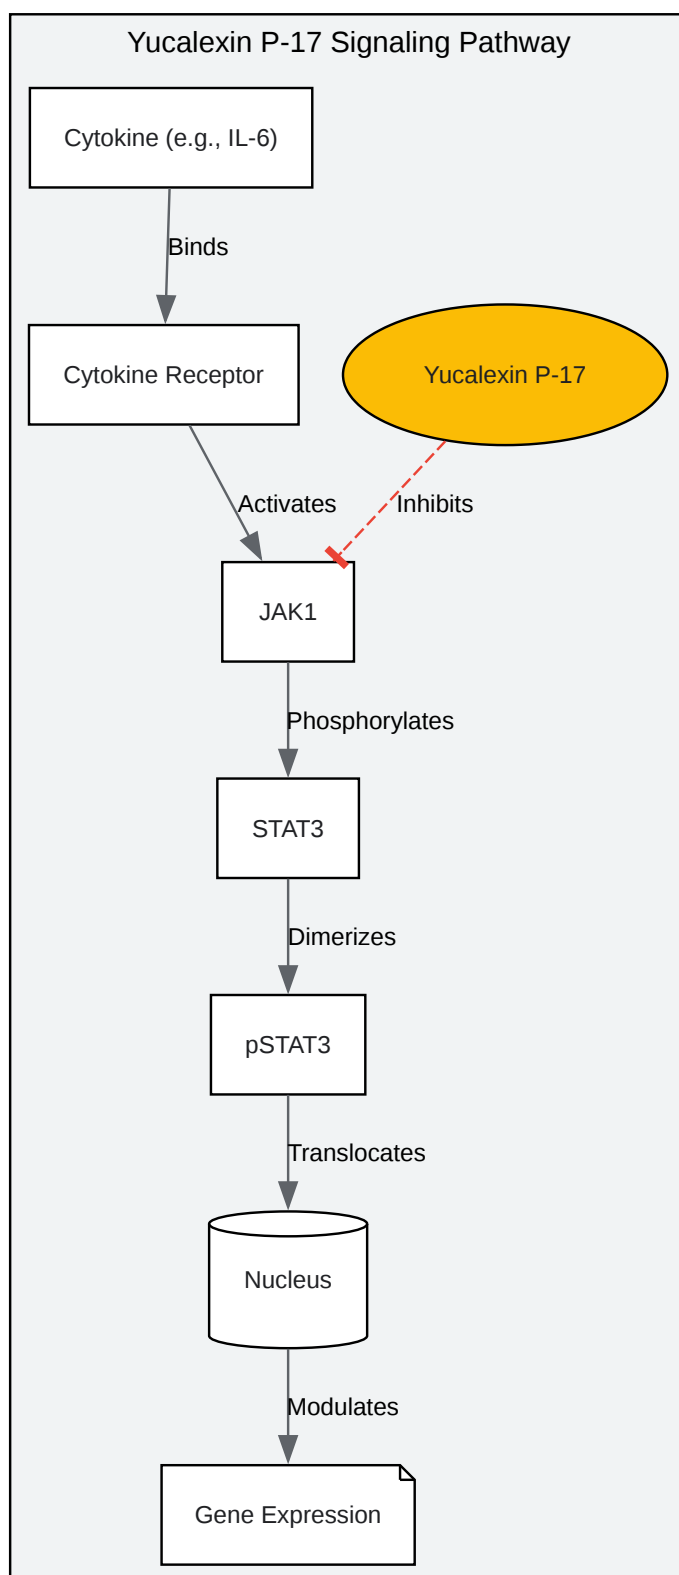 Yucalexin P-17 Signaling Pathway
Cytokine (e.g., IL-6)
Binds
Cytokine Receptor
Yucalexin P-17
Activates
Inhibits
JAK1
Phosphorylates
STAT3
Dimerizes
pSTAT3
Translocates
Nucleus
Modulates
Gene Expression